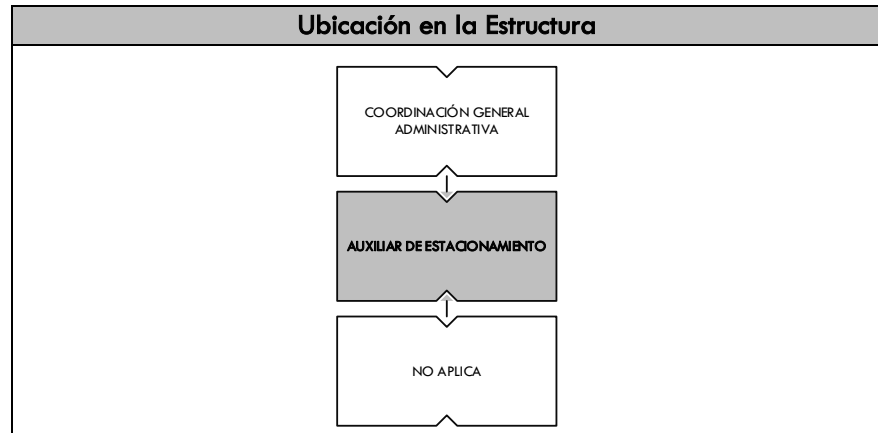 Ubicación en la Estructura
COORDINACIÓN GENERAL
ADMINISTRATIVA
AUXILIAR DE ESTACIONAMIENTO
NO APLICA